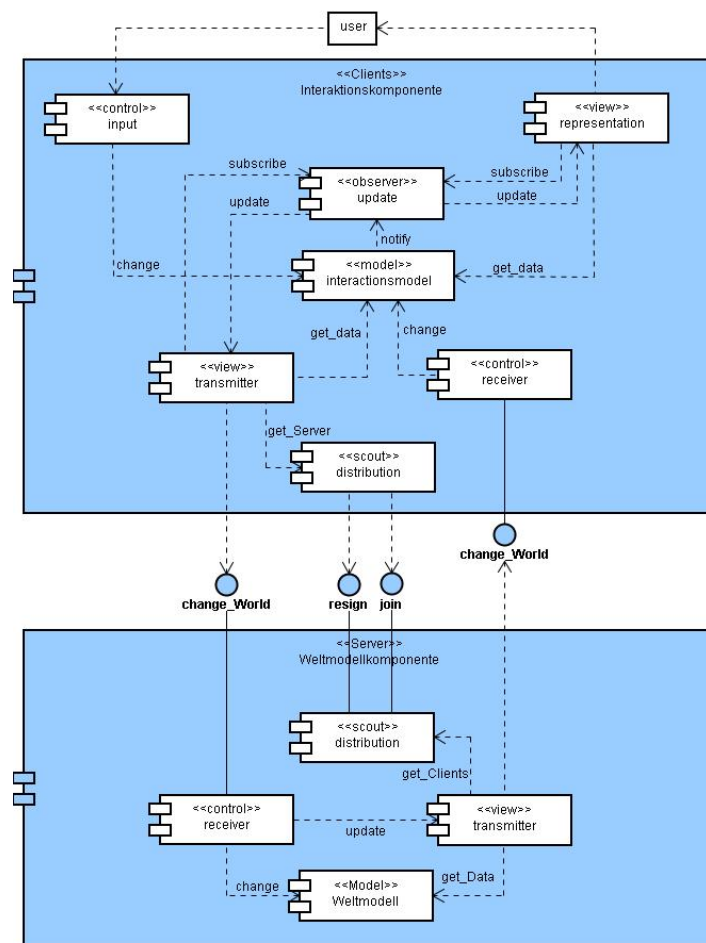 user
<<Clients>>
Interaktionskomponente
<<control>>
input
<<view>>
representation
subscribe
<<observer>>
update
subscribe
update
update
notify
change
<<model>>
interactionsmodel
get_data
get_data
change
<<view>>
transmitter
<<control>>
receiver
get_Server
<<scout>>
distribution
change_World
change_World
resign
join
<<Server>>
Weltmodellkomponente
<<scout>>
distribution
get_Clients
<<control>>
receiver
<<view>>
transmitter
update
change
<<Model>>
Weltmodell
get_Data